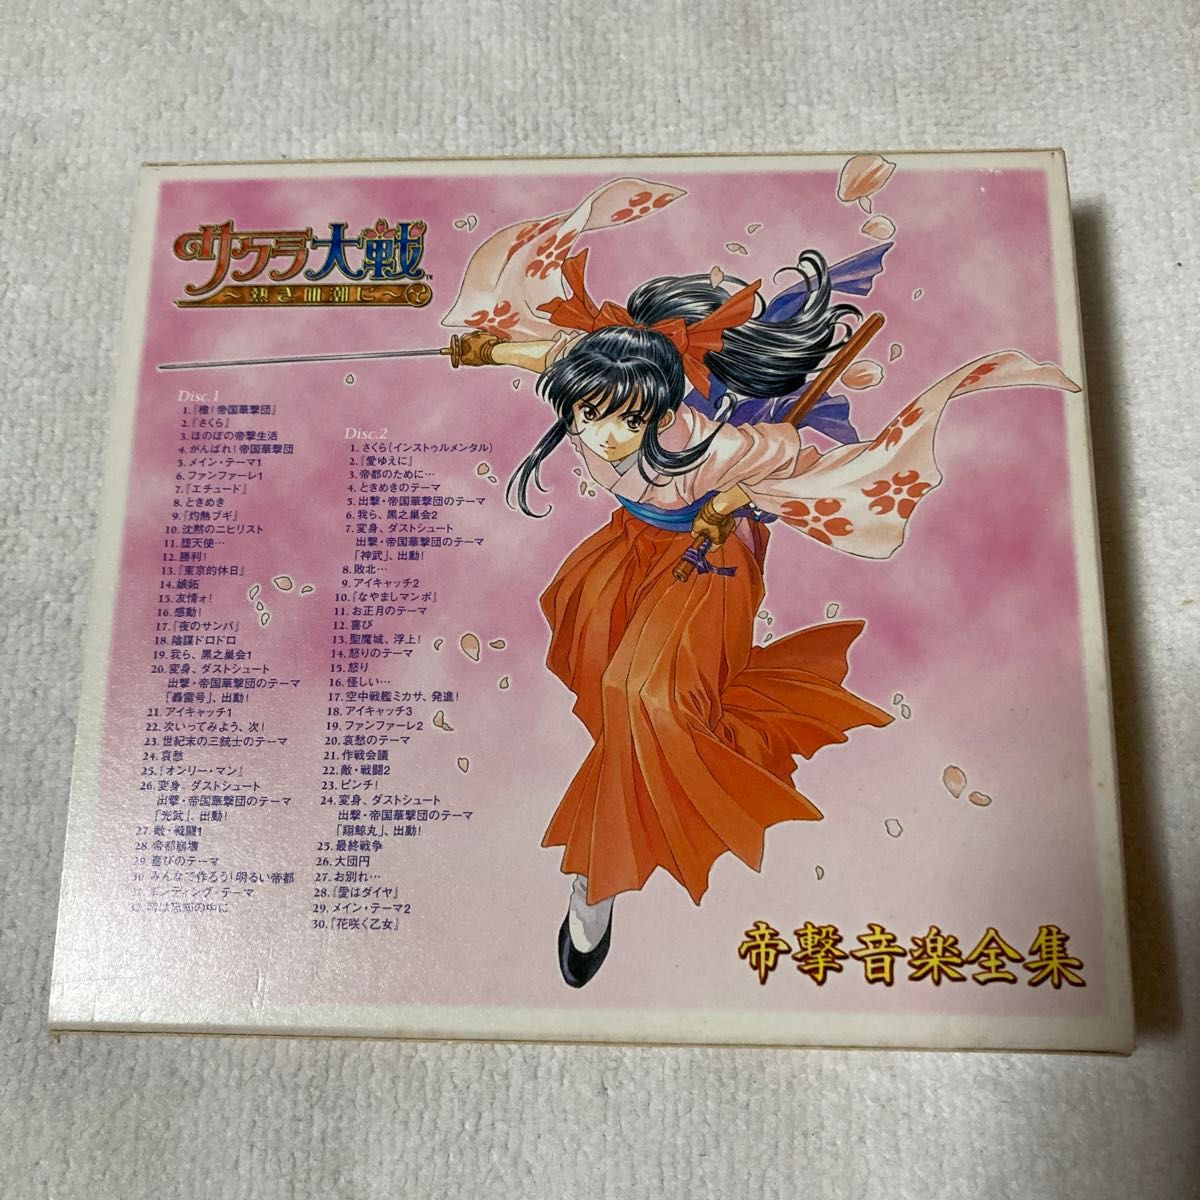 サクラ大戦
TM
～熱き血潮に～
Disc.1
1.『檄！帝国華撃団』
2.『さくら』
3. ほのぼの帝撃生活
4. がんばれ！帝国華撃団
5. メイン・テーマ1
6. ファンファーレ1
7.『エチュード』
8. ときめき
9.『灼熱ブギ』
10. 沈黙のニヒリスト
11. 堕天使…
12. 勝利！
13.『東京的休日』
14. 嫉妬
15. 友情ォ！
16. 感動！
17.『夜のサンバ』
18. 陰謀ドロドロ
19. 我ら、黒之巣会1
20. 変身、ダストシュート
出撃・帝国華撃団のテーマ
「轟雷号」、出動！
21. アイキャッチ1
22. 次いってみよう、次！
23. 世紀末の三銃士のテーマ
24. 哀愁
25.『オンリー・マン』
26. 変身、ダストシュート
出撃・帝国華撃団のテーマ
「光武」、出動！
27. 敵・戦闘1
28. 帝都崩壊
29. 喜びのテーマ
30. みんなで作ろう！明るい帝都
31. エンディング・テーマ
Disc.2
1. さくら（インストゥルメンタル）
2.『愛ゆえに』
3. 帝都のために…
4. ときめきのテーマ
5. 出撃・帝国華撃団のテーマ
6. 我ら、黒之巣会2
7. 変身、ダストシュート
出撃・帝国華撃団のテーマ
「神武」、出動！
8. 敗北…
9. アイキャッチ2
10.『なやましマンボ』
11. お正月のテーマ
12. 喜び
13. 聖魔城、浮上！
14. 怒りのテーマ
15. 怒り
16. 怪しい…
17. 空中戦艦ミカサ、発進！
18. アイキャッチ3
19. ファンファーレ2
20. 哀愁のテーマ
21. 作戦会議
22. 敵・戦闘2
23. ピンチ！
24. 変身、ダストシュート
出撃・帝国華撃団のテーマ
「翔鯨丸」、出動！
25. 最終戦争
26. 大団円
27. お別れ…
28.『愛はダイヤ』
29. メイン・テーマ2
30.『花咲く乙女』
帝撃音楽全集